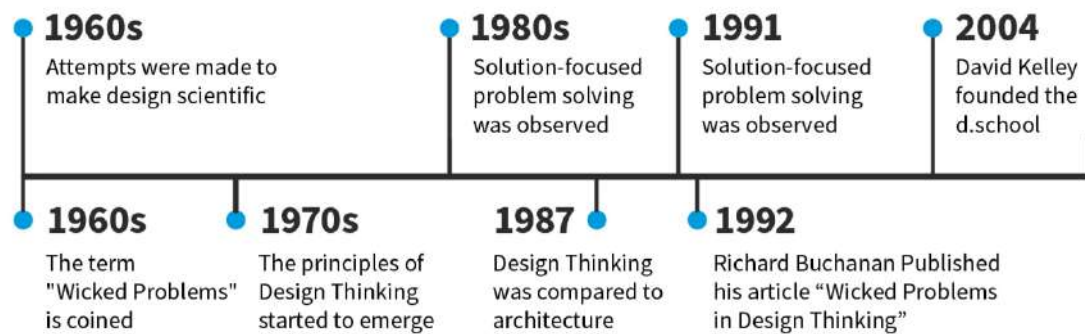 1960s
Attempts were made to
make design scientific
1980s
Solution-focused
problem solving
was observed
1991
Solution-focused
problem solving
was observed
2004
David Kelley
founded the
d.school
1960s
The term
"Wicked Problems"
is coined
1970s
The principles of
Design Thinking
started to emerge
1987
Design Thinking
was compared to
architecture
1992
Richard Buchanan Published
his article “Wicked Problems
in Design Thinking”